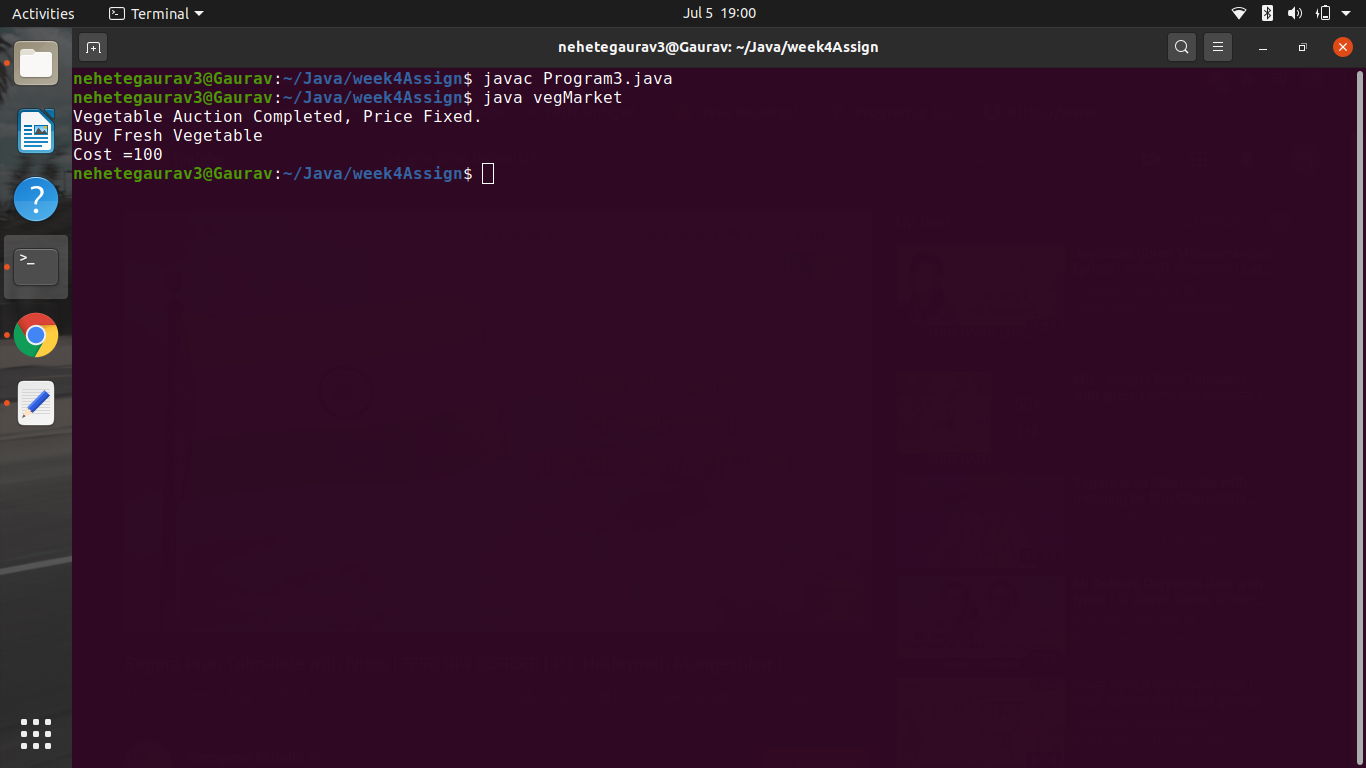 Activities
Terminal
Jul 5 19:00
nehetegaurav3@Gaurav: ~/Java/week4Assign
nehetegaurav3@Gaurav:~/Java/week4Assign$ javac Program3.java
nehetegaurav3@Gaurav:~/Java/week4Assign$ java vegMarket
Vegetable Auction Completed, Price Fixed.
Buy Fresh Vegetable
Cost =100
nehetegaurav3@Gaurav:~/Java/week4Assign$